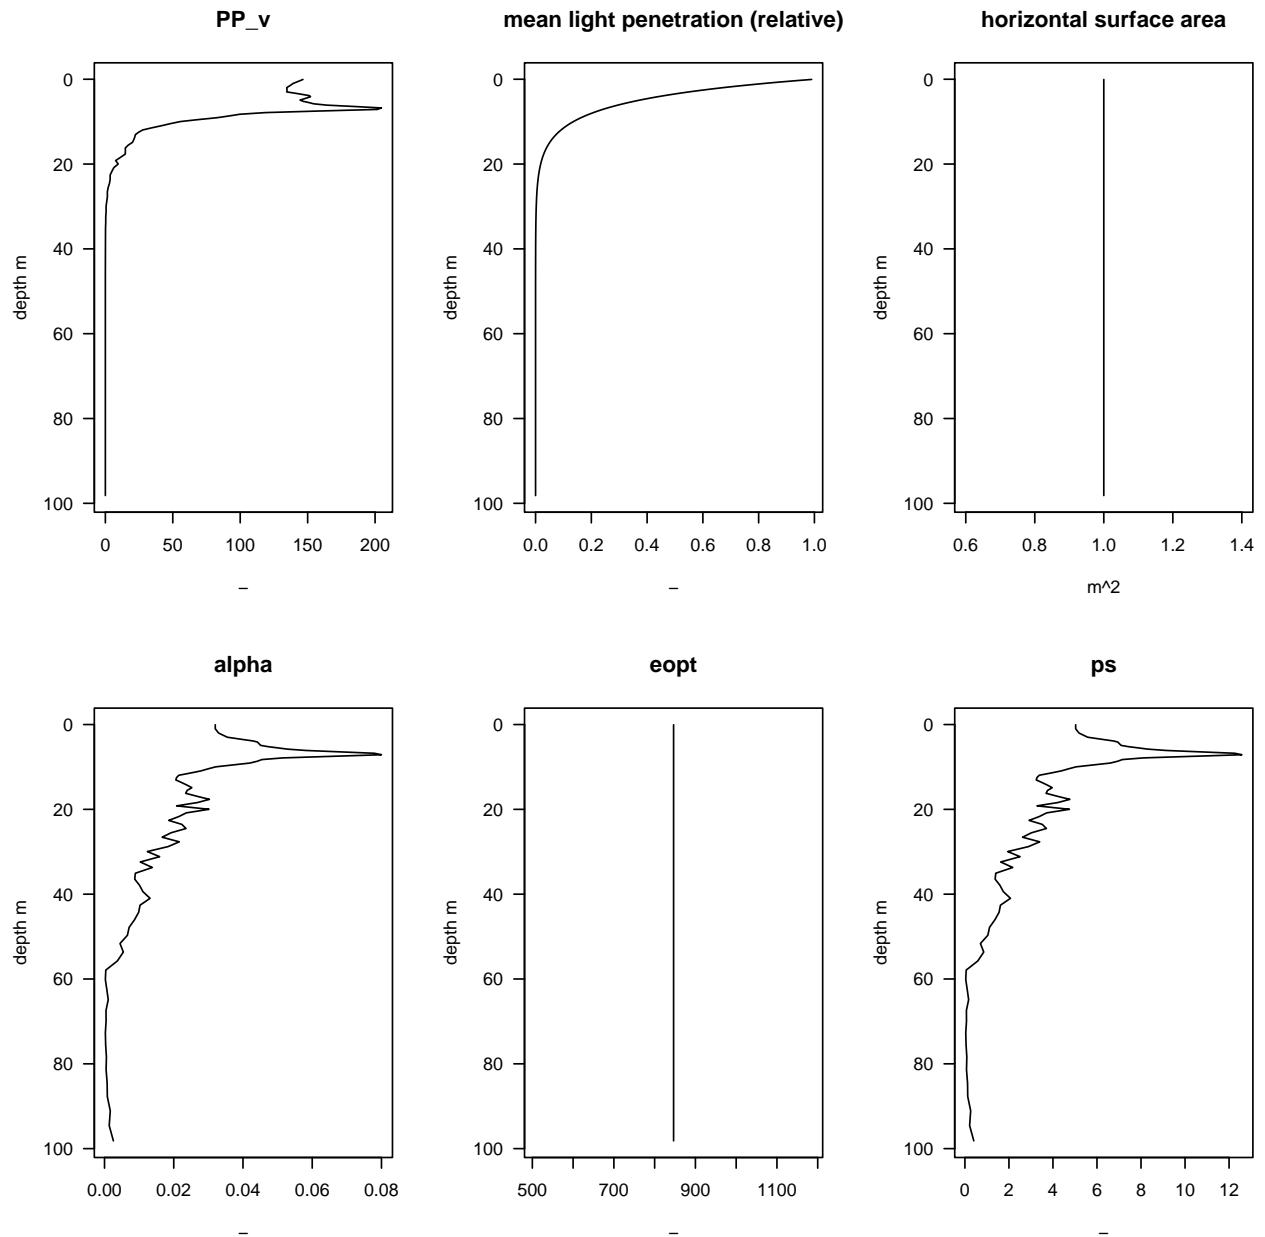 PP_v
mean light penetration (relative)
horizontal surface area
0
20
40
60
80
100
depth m
0 50 100 150 200
–
0
20
40
60
80
100
depth m
0.0 0.2 0.4 0.6 0.8 1.0
–
0
20
40
60
80
100
depth m
0.6 0.8 1.0 1.2 1.4
m^2
alpha
eopt
ps
0
20
40
60
80
100
depth m
0.00 0.02 0.04 0.06 0.08
–
0
20
40
60
80
100
depth m
500 700 900 1100
–
0
20
40
60
80
100
depth m
0 2 4 6 8 10 12
–